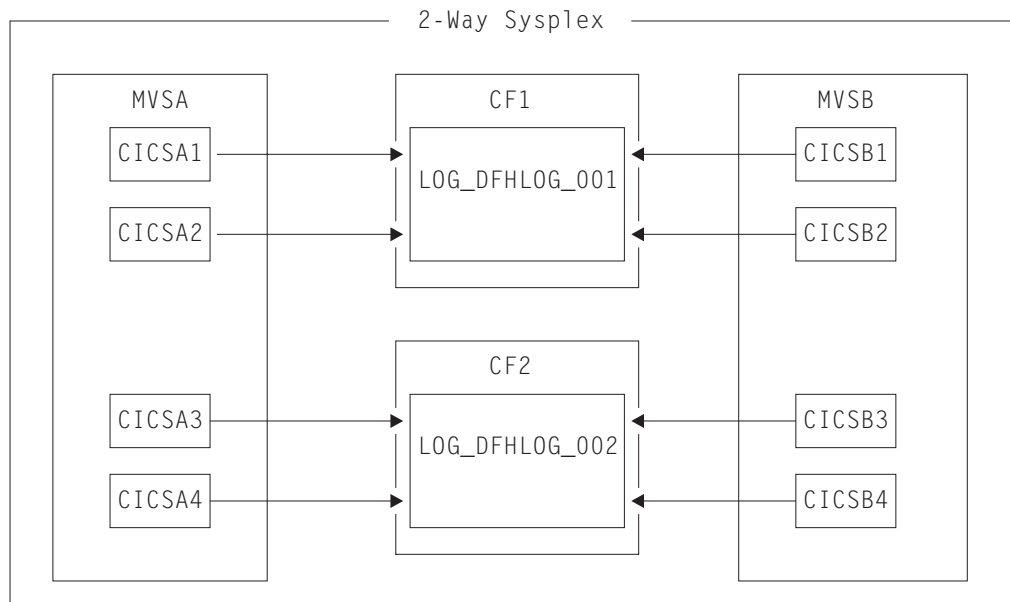 2-Way Sysplex
MVSA CF1 MVSB
CICSA1 CICSB1
LOG_DFHLOG_001
CICSA2 CICSB2
CF2
CICSA3 CICSB3
LOG_DFHLOG_002
CICSA4 CICSB4